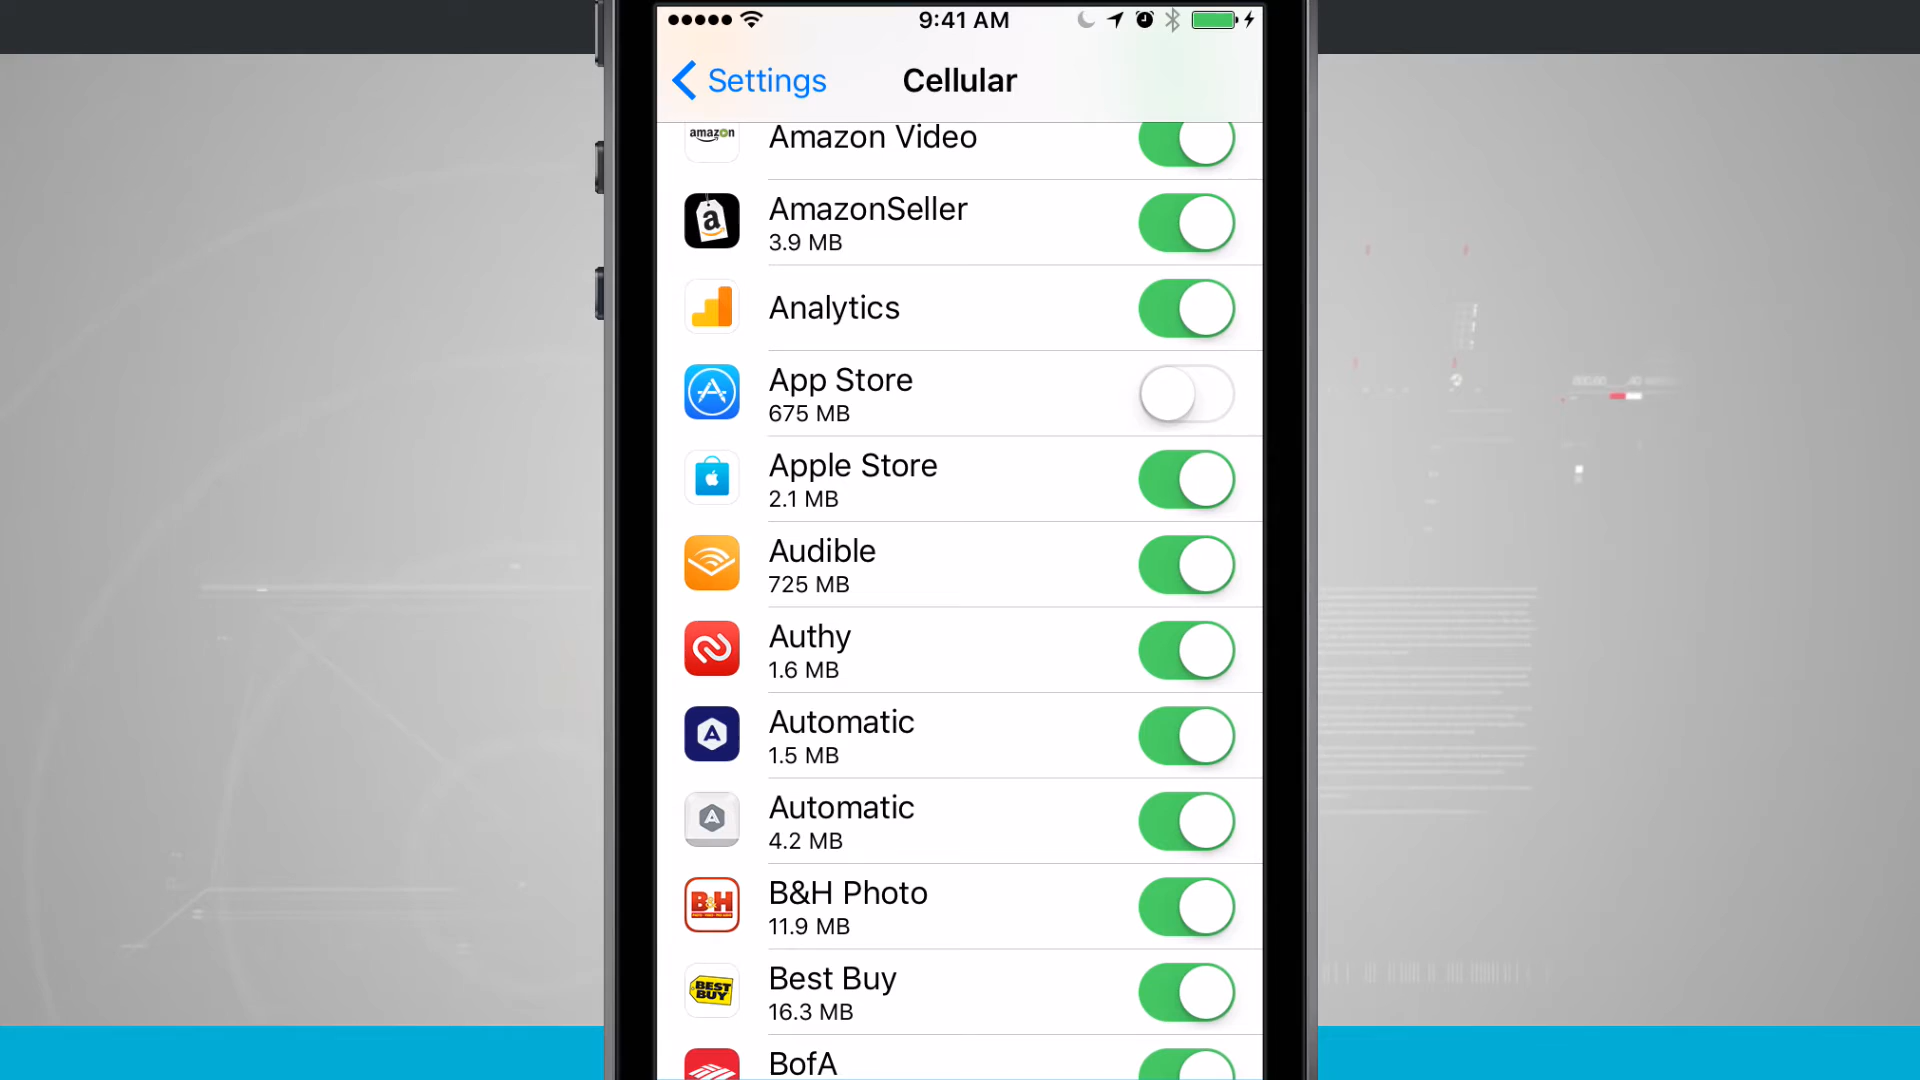 9:41 AM
Settings
Cellular
amazon
Amazon Video
a
AmazonSeller
3.9 MB
Analytics
App Store
675 MB
Apple Store
2.1 MB
Audible
725 MB
Authy
1.6 MB
A
Automatic
1.5 MB
A
Automatic
4.2 MB
B&H
B&H Photo
11.9 MB
BEST
BUY
Best Buy
16.3 MB
BofA